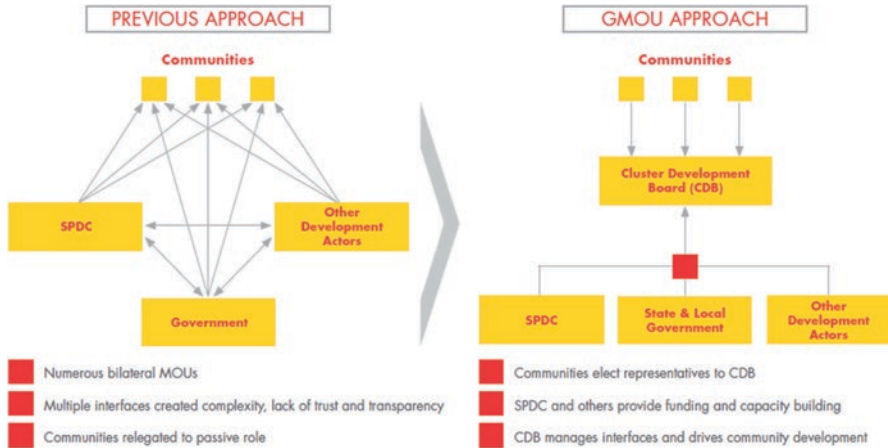 PREVIOUS APPROACH
Communities
SPDC
Other
Development
Actors
Government
Numerous bilateral MOUs
Multiple interfaces created complexity, lack of trust and transparency
Communities relegated to passive role
GMOU APPROACH
Communities
Cluster Development
Board (CDB)
SPDC
State & Local
Government
Other
Development
Actors
Communities elect representatives to CDB
SPDC and others provide funding and capacity building
CDB manages interfaces and drives community development